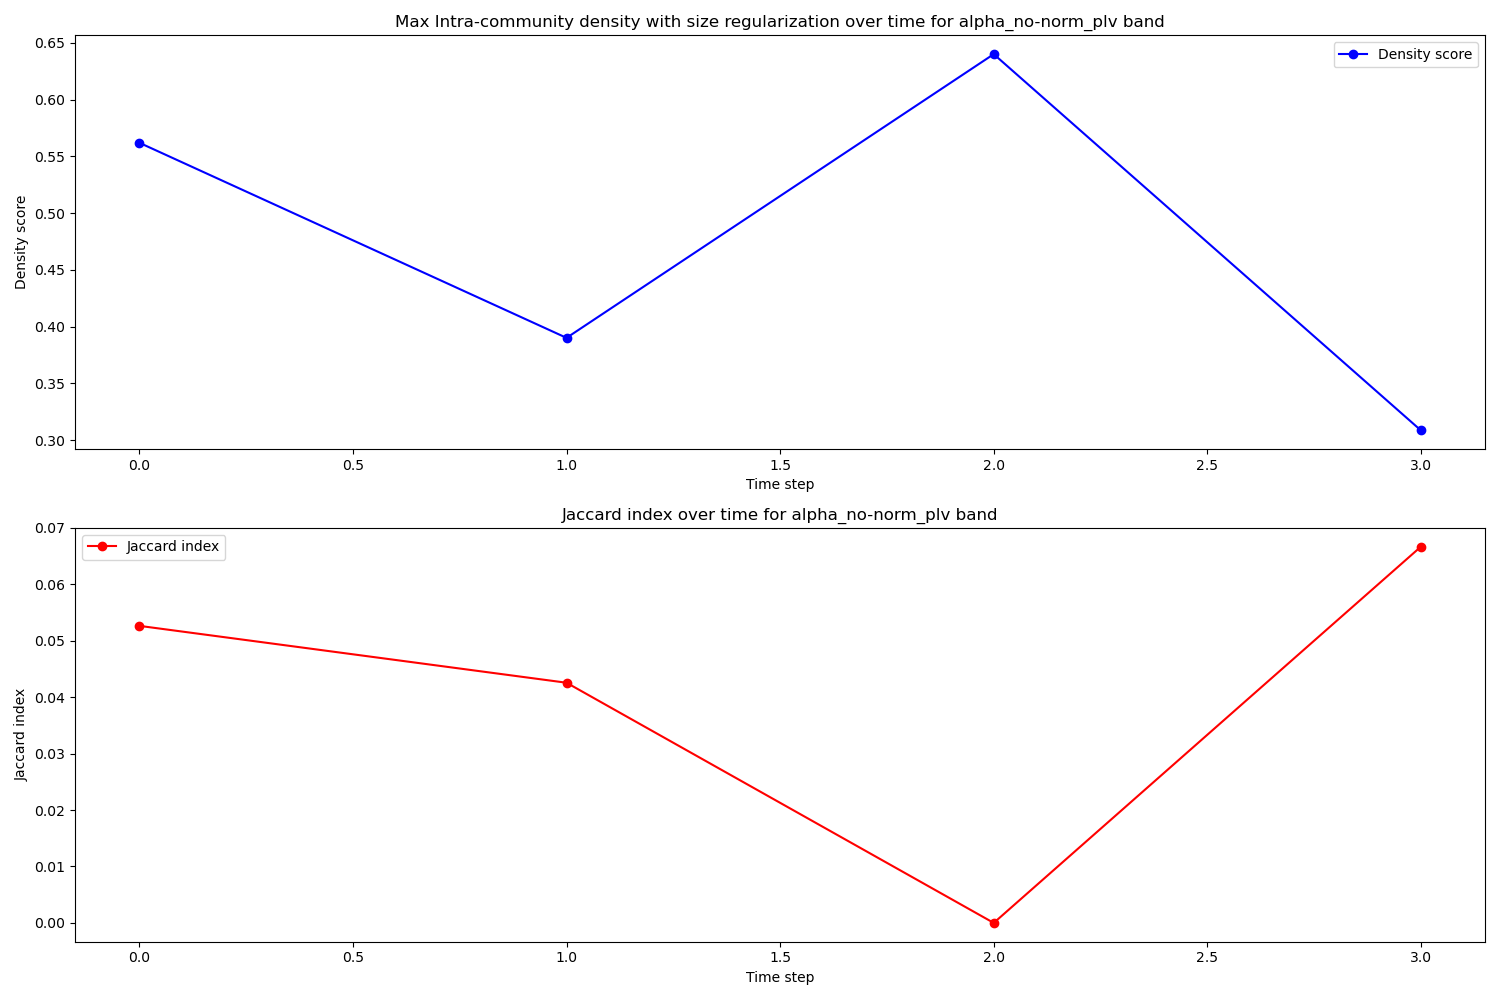 Max Intra-community density with size regularization over time for alpha_no-norm_plv band
0.65
0.60
0.55
0.50
0.45
0.40
0.35
0.30
Density score
Density score
0.0 0.5 1.0 1.5 2.0 2.5 3.0
Time step
Jaccard index over time for alpha_no-norm_plv band
0.07
0.06
0.05
0.04
0.03
0.02
0.01
0.00
Jaccard index
Jaccard index
0.0 0.5 1.0 1.5 2.0 2.5 3.0
Time step